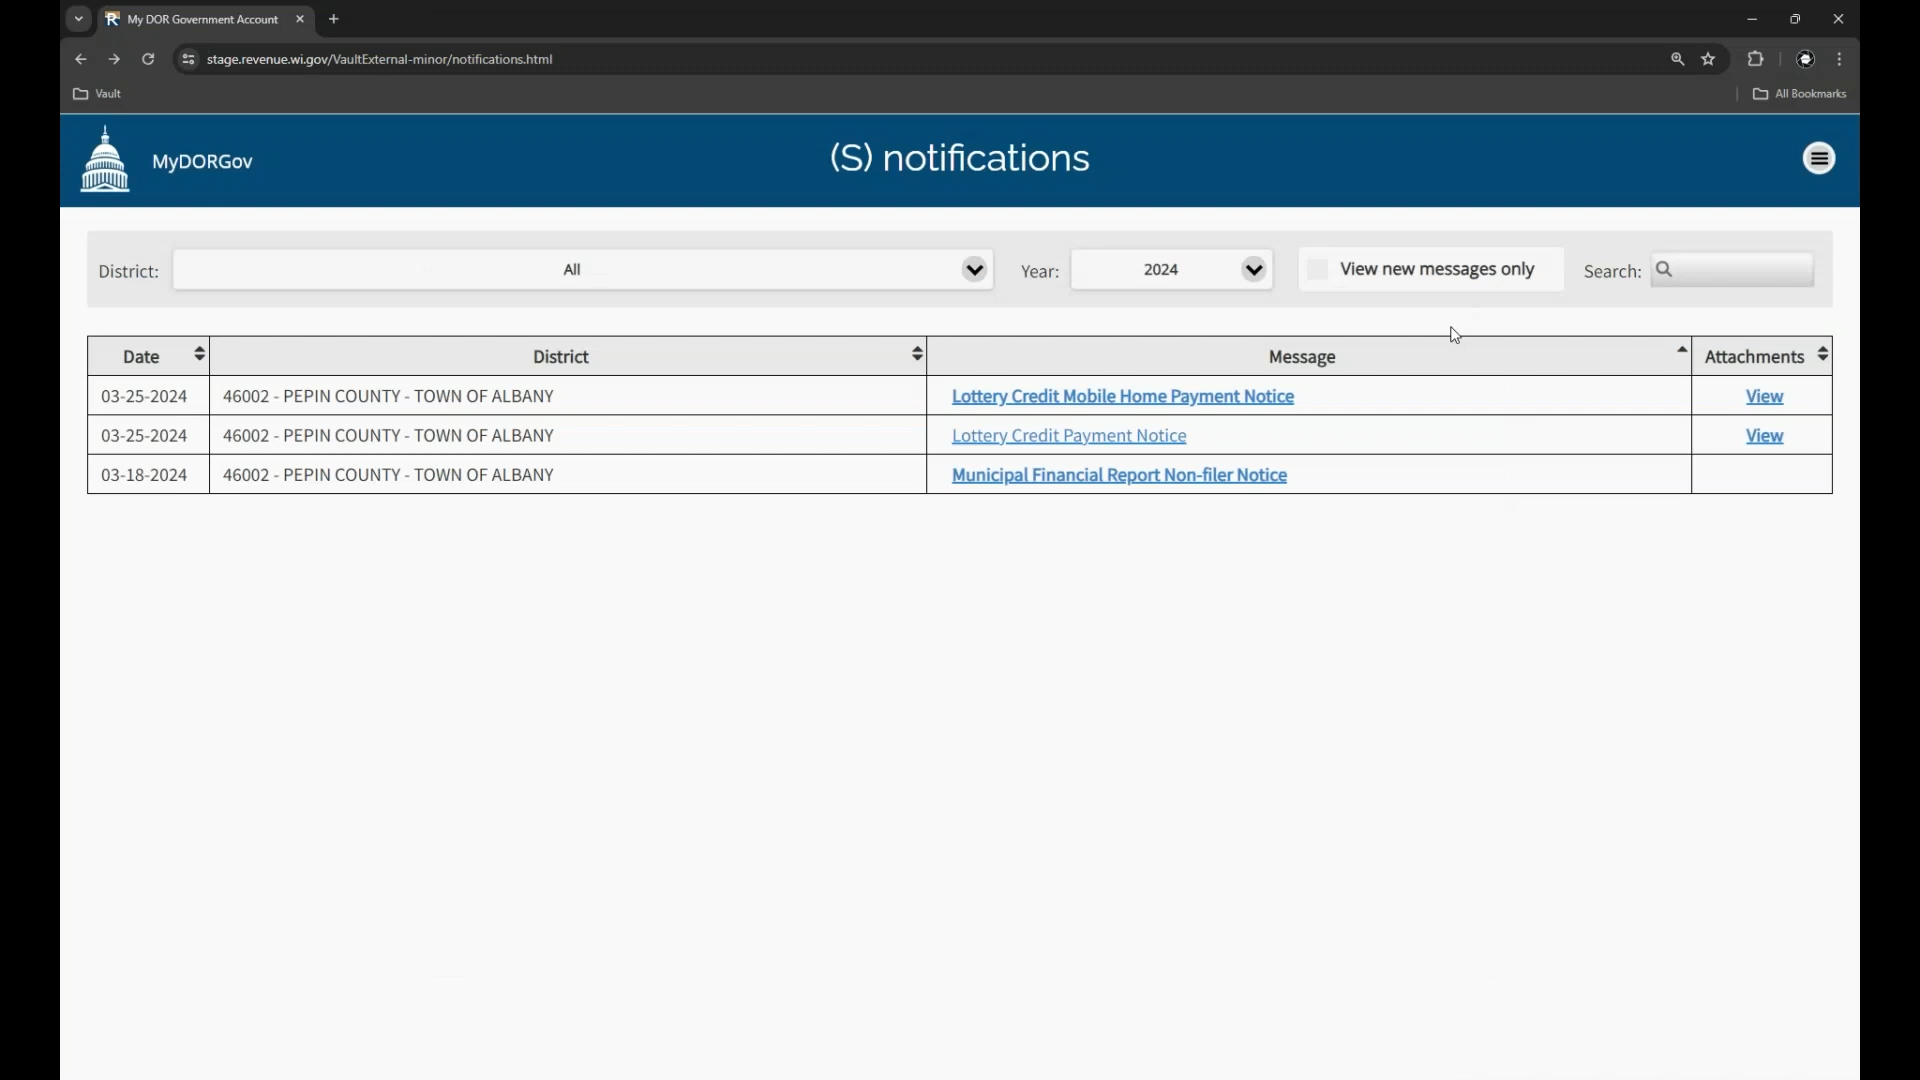 My DOR Government Account
stage.revenue.wi.gov/VaultExternal-minor/notifications.html
Vault
All Bookmarks
MyDORGov
(S) notifications
District: All Year: 2024 View new messages only Search:
Date District Message Attachments
03-25-2024 46002 - PEPIN COUNTY - TOWN OF ALBANY Lottery Credit Mobile Home Payment Notice View
03-25-2024 46002 - PEPIN COUNTY - TOWN OF ALBANY Lottery Credit Payment Notice View
03-18-2024 46002 - PEPIN COUNTY - TOWN OF ALBANY Municipal Financial Report Non-filer Notice